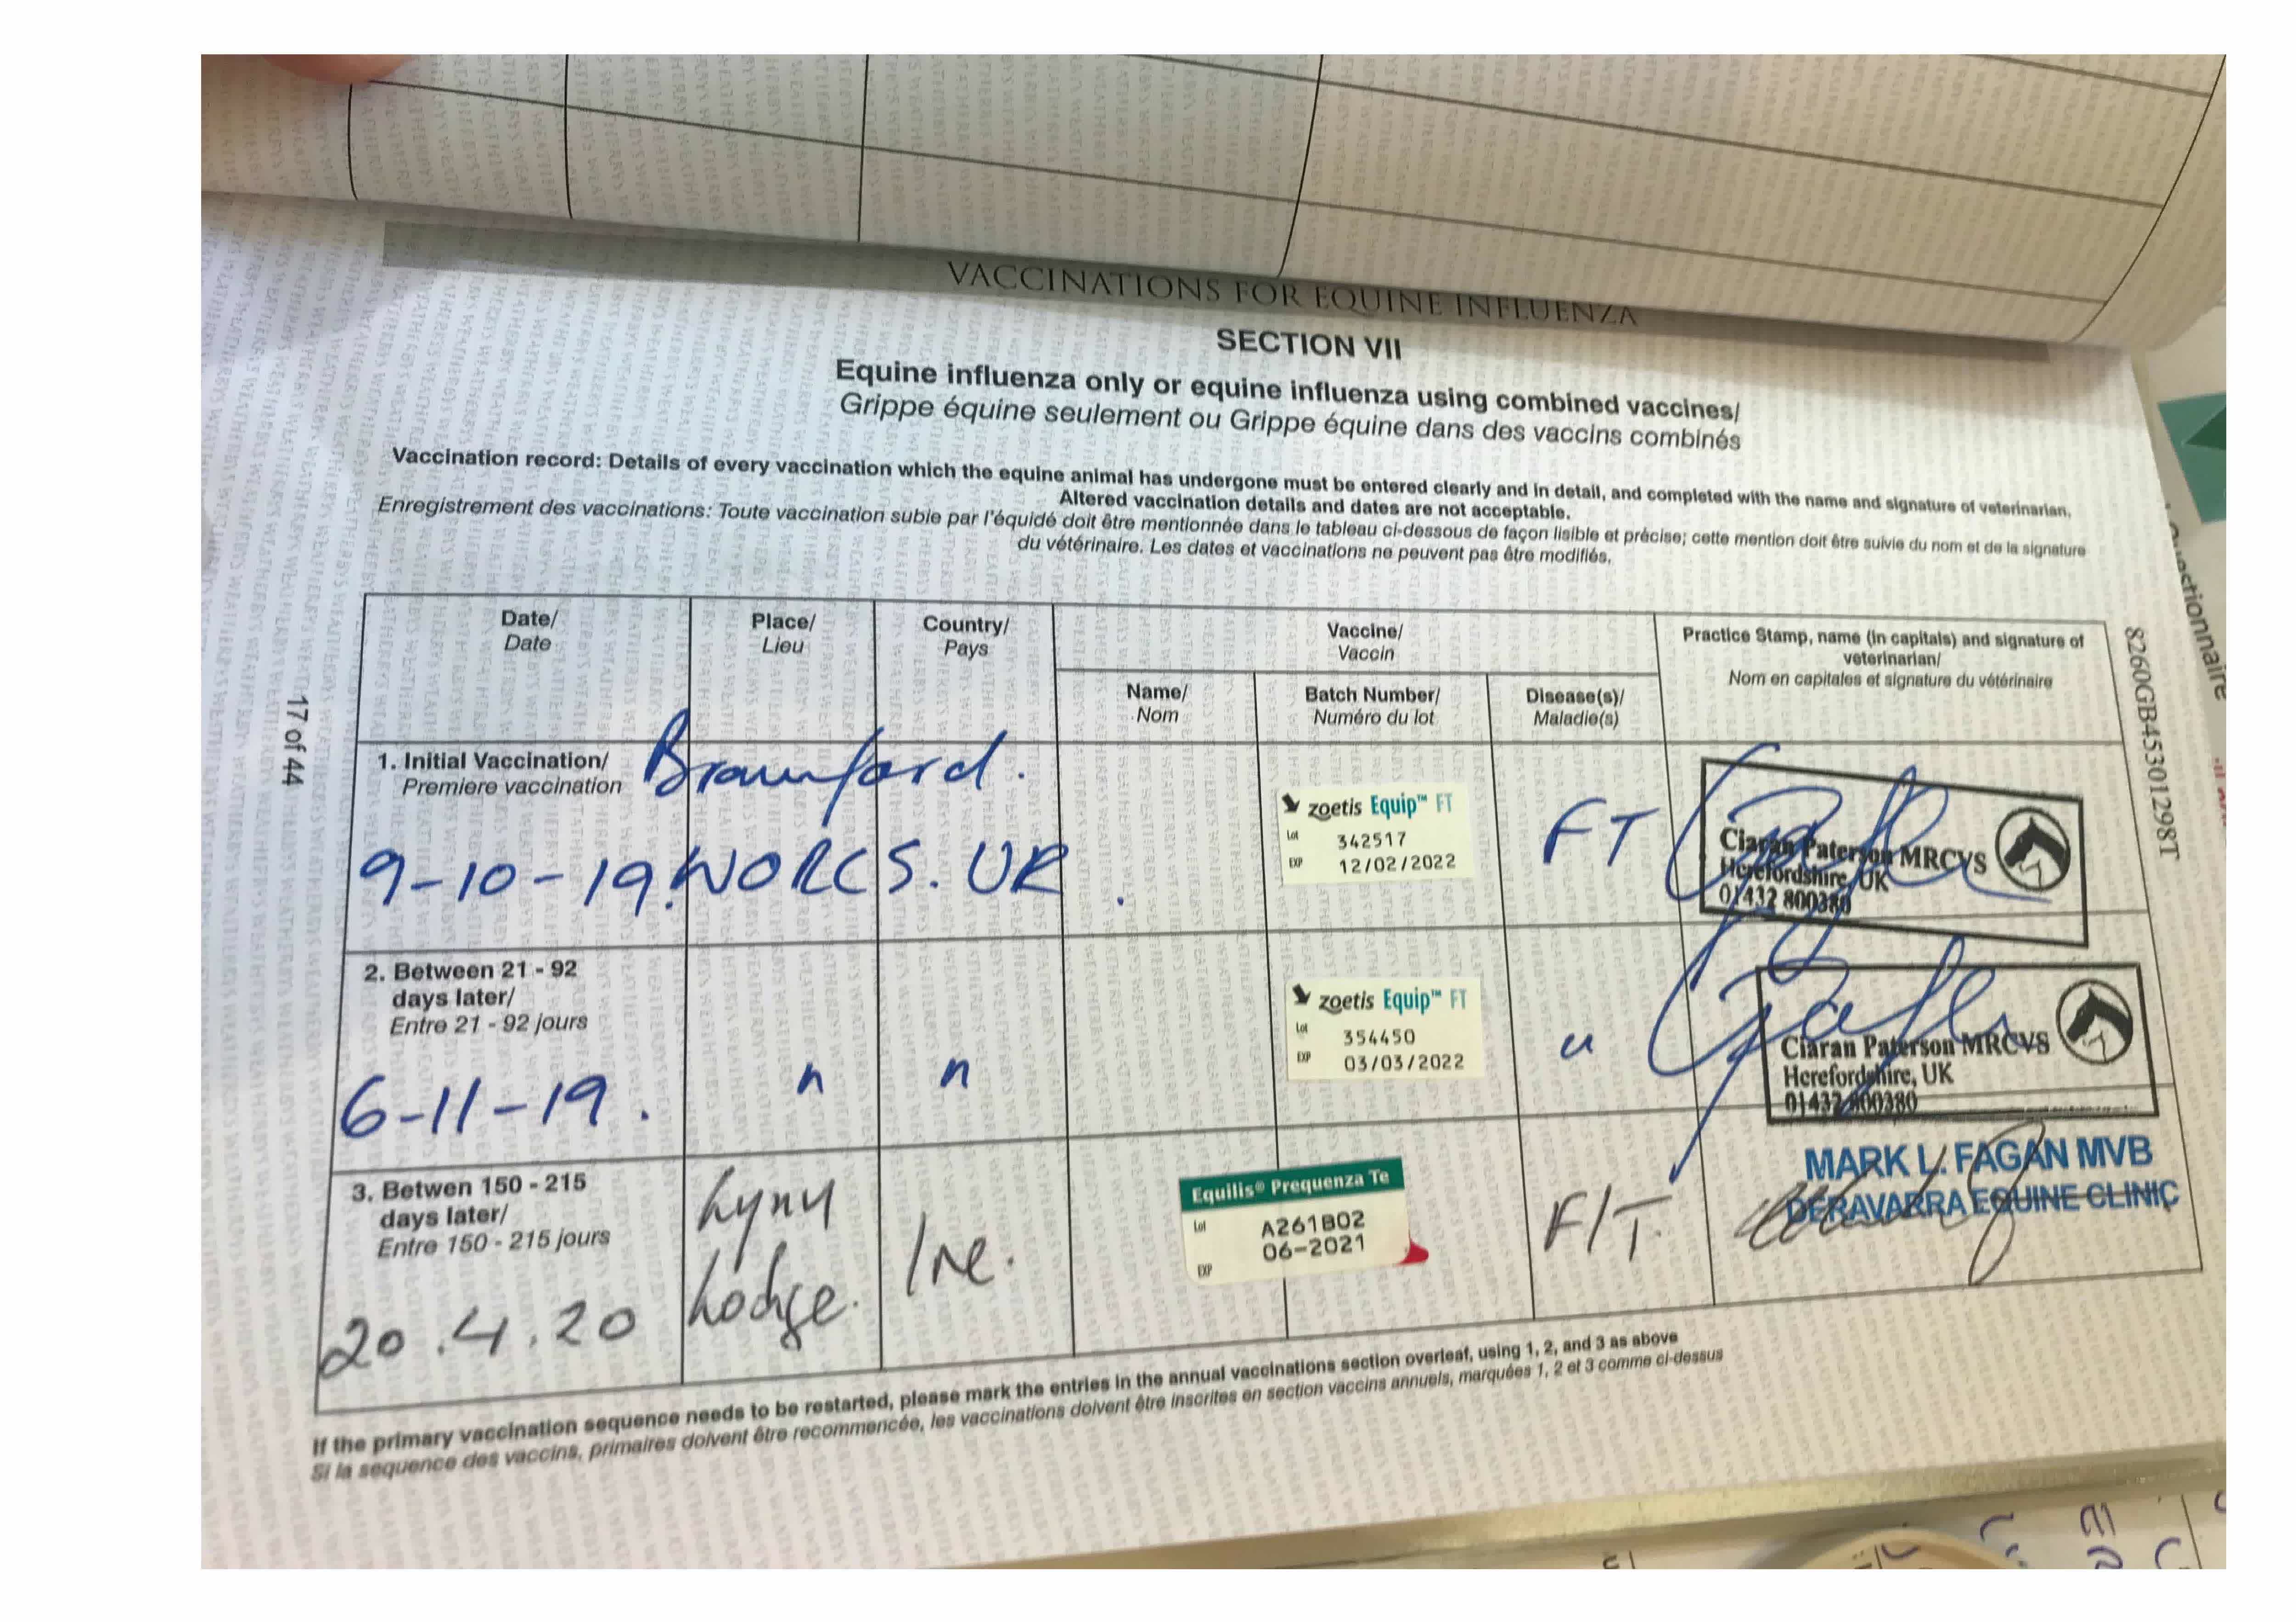 VACCINATIONS FOR EQUINE INFLUENZA
SECTION VII
Equine influenza only or equine influenza using combined vaccines/
Grippe équine seulement ou Grippe équine dans des vaccins combinés
Vaccination record: Details of every vaccination which the equine animal has undergone must be entered clearly and in detail, and completed with the name and signature of veterinarian.
Altered vaccination details and dates are not acceptable.
Enregistrement des vaccinations: Toute vaccination subie par l'équidé doit être mentionnée dans le tableau ci-dessous de façon lisible et précise; cette mention doit être suivie du nom et de la signature
du vétérinaire. Les dates et vaccinations ne peuvent pas être modifiés.
Date/
Date
Place/
Lieu
Country/
Pays
Vaccine/
Vaccin
Practice Stamp, name (in capitals) and signature of
veterinarian/
Nom en capitales et signature du vétérinaire
Name/
Nom
Batch Number/
Numéro du lot
Disease(s)/
Maladie(s)
1. Initial Vaccination/
Premiere vaccination
9-10-19. WORCS. UK.
zoetis Equip™ FT
Lot 342517
EXP 12/02/2022
FT
Ciaran Paterson MRCVS
Herefordshire, UK
01432 800380
2. Between 21 - 92
days later/
Entre 21 - 92 jours
6-11-19.
" "
zoetis Equip™ FT
Lot 354450
EXP 03/03/2022
"
Ciaran Paterson MRCVS
Herefordshire, UK
01432 800380
3. Betwen 150 - 215
days later/
Entre 150 - 215 jours
20.4.20
Lyny
Lodge.
Ire.
Equilis® Prequenza Te
Lot A261B02
06-2021
EXP
F/T.
MARK L. FAGAN MVB
DERAVARRA EQUINE CLINIC
If the primary vaccination sequence needs to be restarted, please mark the entries in the annual vaccinations section overleaf, using 1, 2, and 3 as above
Si la sequence des vaccins, primaires doivent être recommencée, les vaccinations doivent être inscrites en section vaccins annuels, marquées 1, 2 et 3 comme ci-dessus
17 of 44
8260GB45301298T
Questionnaire